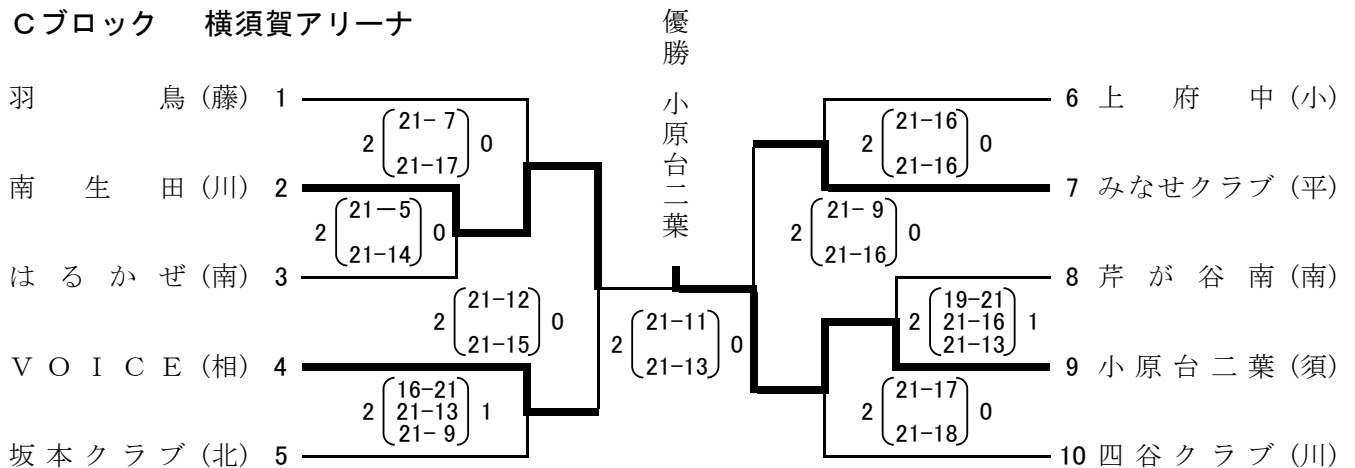 Ｃブロック　横須賀アリーナ
優勝　小原台二葉
羽鳥（藤） 1
2 (21- 7 21-17) 0
南生田（川） 2
2 (21－5 21-14) 0
はるかぜ（南） 3
2 (21-12 21-15) 0
ＶＯＩＣＥ（相） 4
2 (16-21 21-13 21- 9) 1
坂本クラブ（北） 5
2 (21-11 21-13) 0
6 上府中（小）
2 (21-16 21-16) 0
7 みなせクラブ（平）
2 (21- 9 21-16) 0
8 芹が谷南（南）
2 (19-21 21-16 21-13) 1
9 小原台二葉（須）
2 (21-17 21-18) 0
10 四谷クラブ（川）